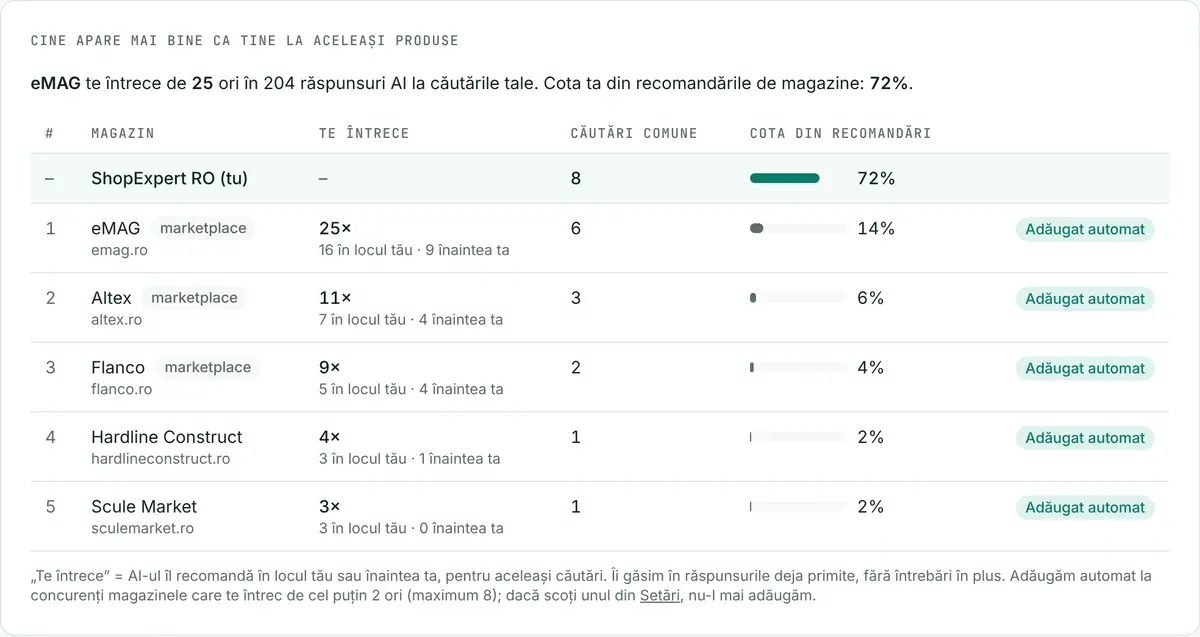 CINE APARE MAI BINE CA TINE LA ACELEAȘI PRODUSE
eMAG te întrece de 25 ori în 204 răspunsuri AI la căutările tale. Cota ta din recomandările de magazine: 72%.
# MAGAZIN TE ÎNTRECE CĂUTĂRI COMUNE COTA DIN RECOMANDĂRI
– ShopExpert RO (tu) – 8 72%
1 eMAG marketplace 25× 6 14% Adăugat automat
emag.ro 16 în locul tău · 9 înaintea ta
2 Altex marketplace 11× 3 6% Adăugat automat
altex.ro 7 în locul tău · 4 înaintea ta
3 Flanco marketplace 9× 2 4% Adăugat automat
flanco.ro 5 în locul tău · 4 înaintea ta
4 Hardline Construct 4× 1 2% Adăugat automat
hardlineconstruct.ro 3 în locul tău · 1 înaintea ta
5 Scule Market 3× 1 2% Adăugat automat
sculemarket.ro 3 în locul tău · 0 înaintea ta
„Te întrece” = AI-ul îl recomandă în locul tău sau înaintea ta, pentru aceleași căutări. Îi găsim în răspunsurile deja primite, fără întrebări în plus. Adăugăm automat la
concurenți magazinele care te întrec de cel puțin 2 ori (maximum 8); dacă scoți unul din Setări, nu-l mai adăugăm.